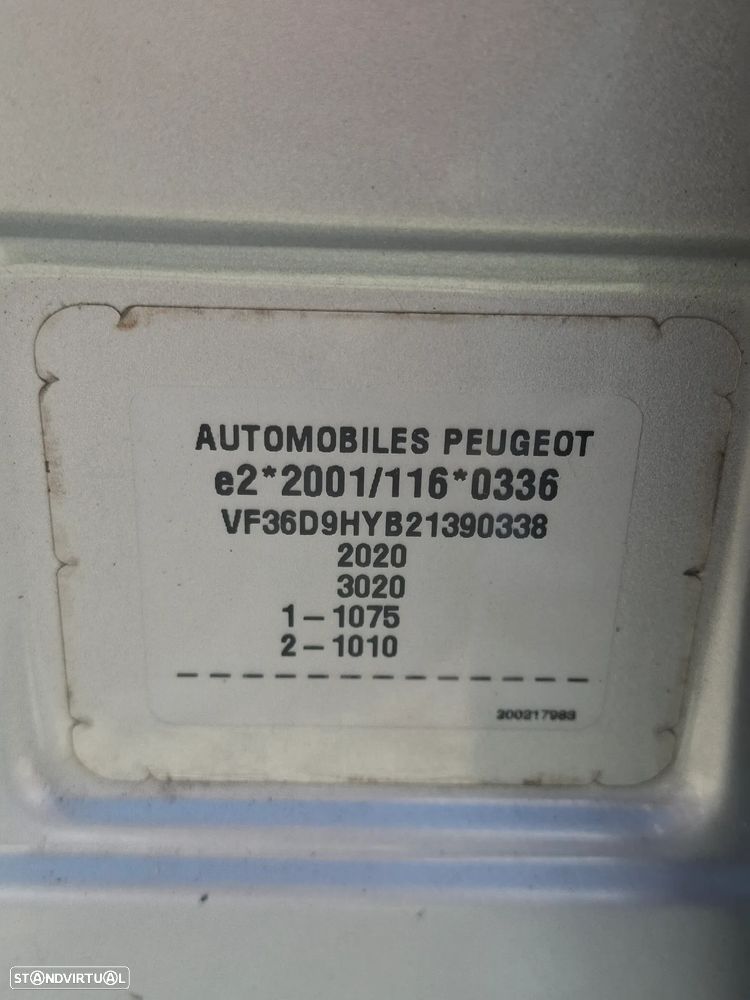 AUTOMOBILES PEUGEOT
e2*2001/116*0336
VF36D9HYB21390338
2020
3020
1-1075
2-1010
300217983
STANDVIRTUAL